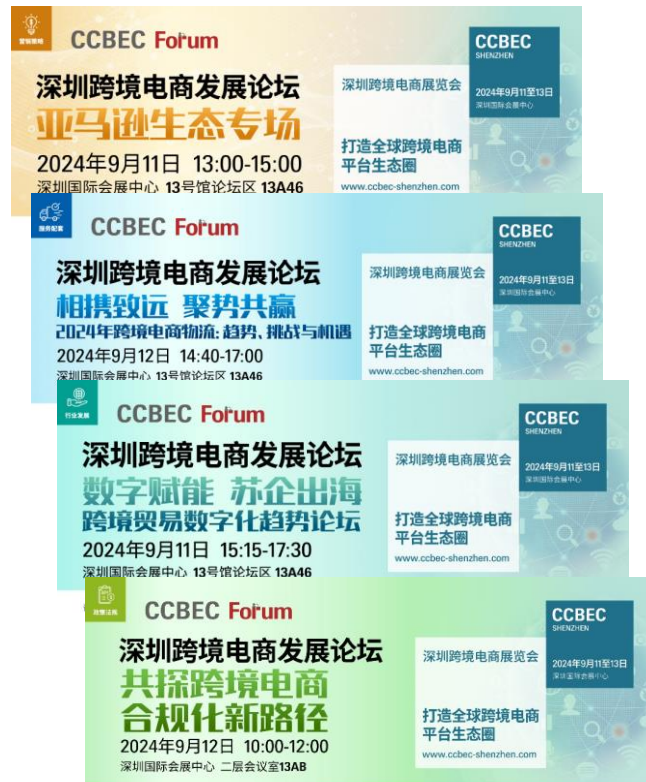 营销策略
CCBEC Forum
深圳跨境电商发展论坛
亚马逊生态专场
2024年9月11日 13:00-15:00
深圳国际会展中心 13号馆论坛区 13A46
深圳跨境电商展览会
打造全球跨境电商
平台生态圈
www.ccbec-shenzhen.com
CCBEC
SHENZHEN
2024年9月11至13日
深圳国际会展中心
服务配套
CCBEC Forum
深圳跨境电商发展论坛
相携致远 聚势共赢
2024年跨境电商物流:趋势、挑战与机遇
2024年9月12日 14:40-17:00
深圳国际会展中心 13号馆论坛区 13A46
深圳跨境电商展览会
打造全球跨境电商
平台生态圈
www.ccbec-shenzhen.com
CCBEC
SHENZHEN
2024年9月11至13日
深圳国际会展中心
行业发展
CCBEC Forum
深圳跨境电商发展论坛
数字赋能 苏企出海
跨境贸易数字化趋势论坛
2024年9月11日 15:15-17:30
深圳国际会展中心 13号馆论坛区 13A46
深圳跨境电商展览会
打造全球跨境电商
平台生态圈
www.ccbec-shenzhen.com
CCBEC
SHENZHEN
2024年9月11至13日
深圳国际会展中心
政策法规
CCBEC Forum
深圳跨境电商发展论坛
共探跨境电商
合规化新路径
2024年9月12日 10:00-12:00
深圳国际会展中心 二层会议室13AB
深圳跨境电商展览会
打造全球跨境电商
平台生态圈
www.ccbec-shenzhen.com
CCBEC
SHENZHEN
2024年9月11至13日
深圳国际会展中心